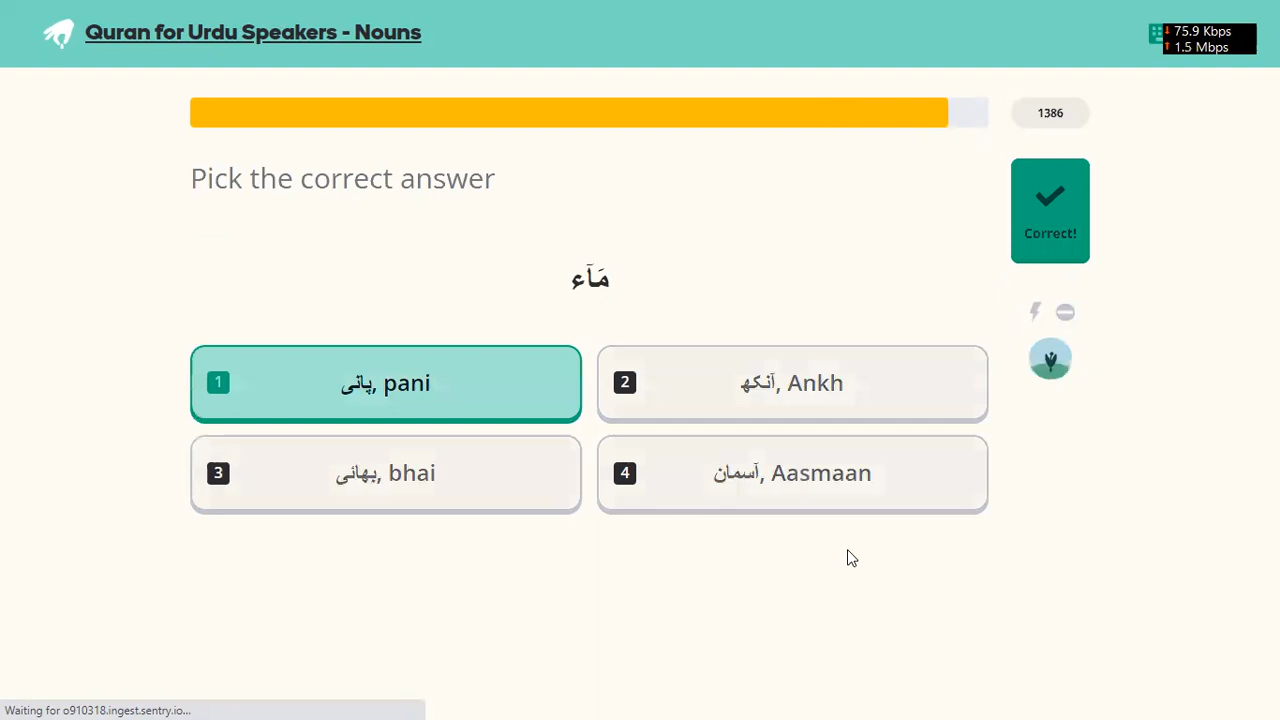 Quran for Urdu Speakers - Nouns
75.9 Kbps
1.5 Mbps
1386
Pick the correct answer
Correct!
مَآء
1 پانی, pani
2 آنکھ, Ankh
3 بھائی, bhai
4 آسمان, Aasmaan
Waiting for o910318.ingest.sentry.io...